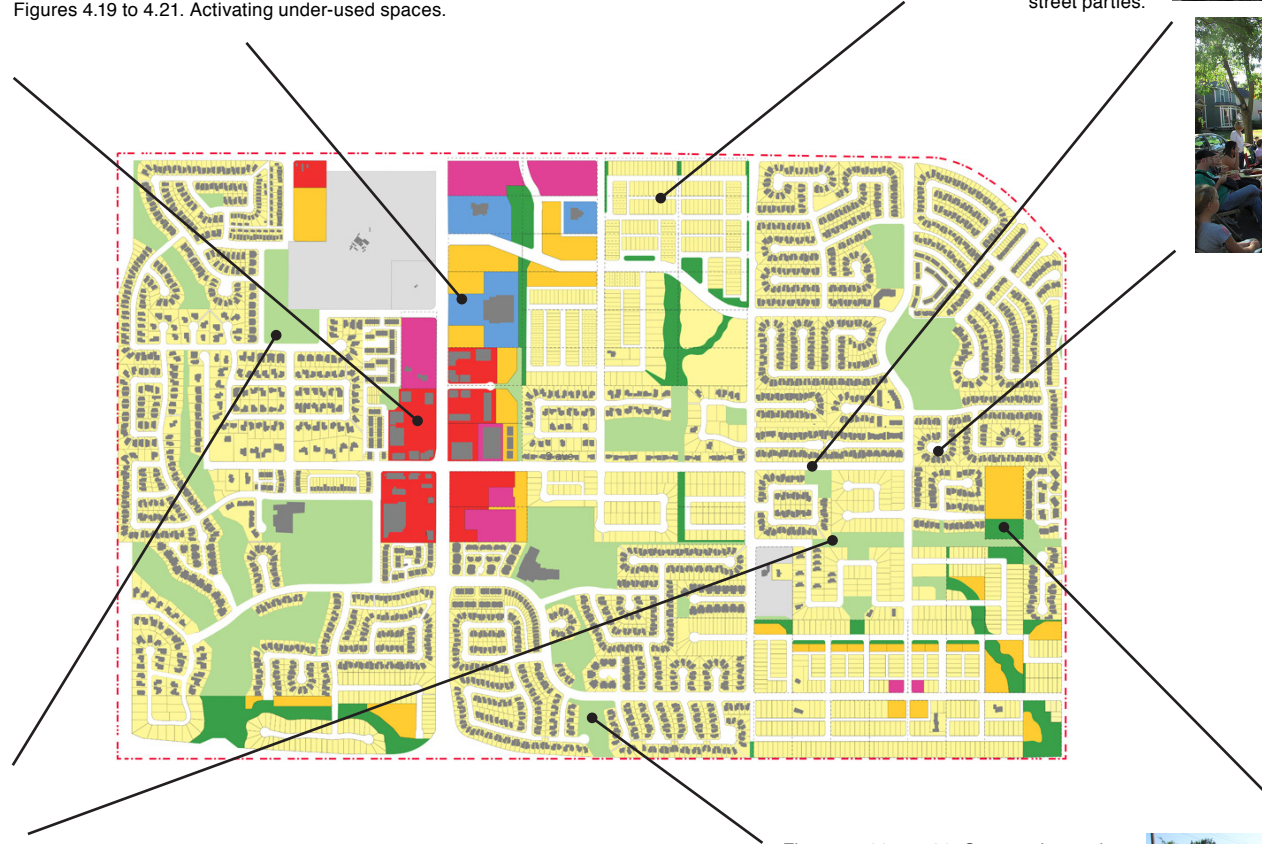 Figures 4.19 to 4.21. Activating under-used spaces.
street parties.